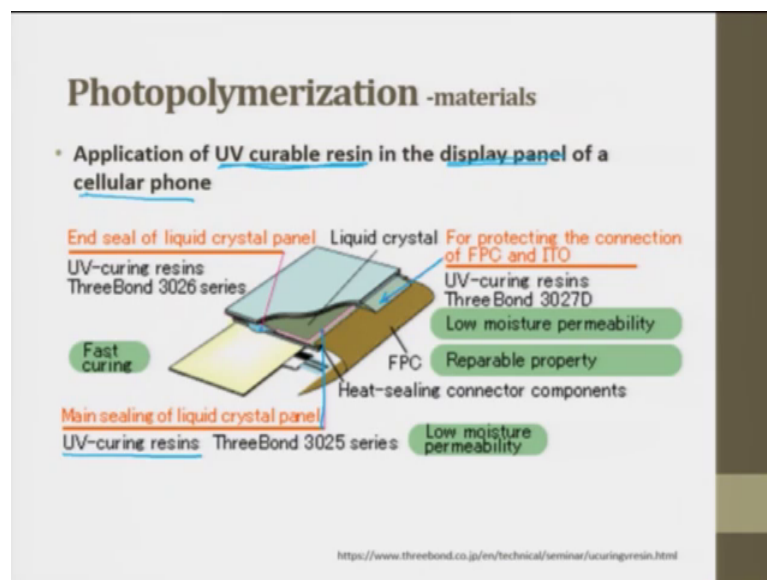 Photopolymerization -materials
• Application of UV curable resin in the display panel of a
cellular phone
End seal of liquid crystal panel
UV-curing resins
ThreeBond 3026 series
Liquid crystal
For protecting the connection
of FPC and ITO
UV-curing resins
ThreeBond 3027D
Low moisture permeability
Reparable property
Fast
curing
FPC
Heat-sealing connector components
Main sealing of liquid crystal panel
UV-curing resins ThreeBond 3025 series
Low moisture
permeability
https://www.threebond.co.jp/en/technical/seminar/ucuringvresin.html